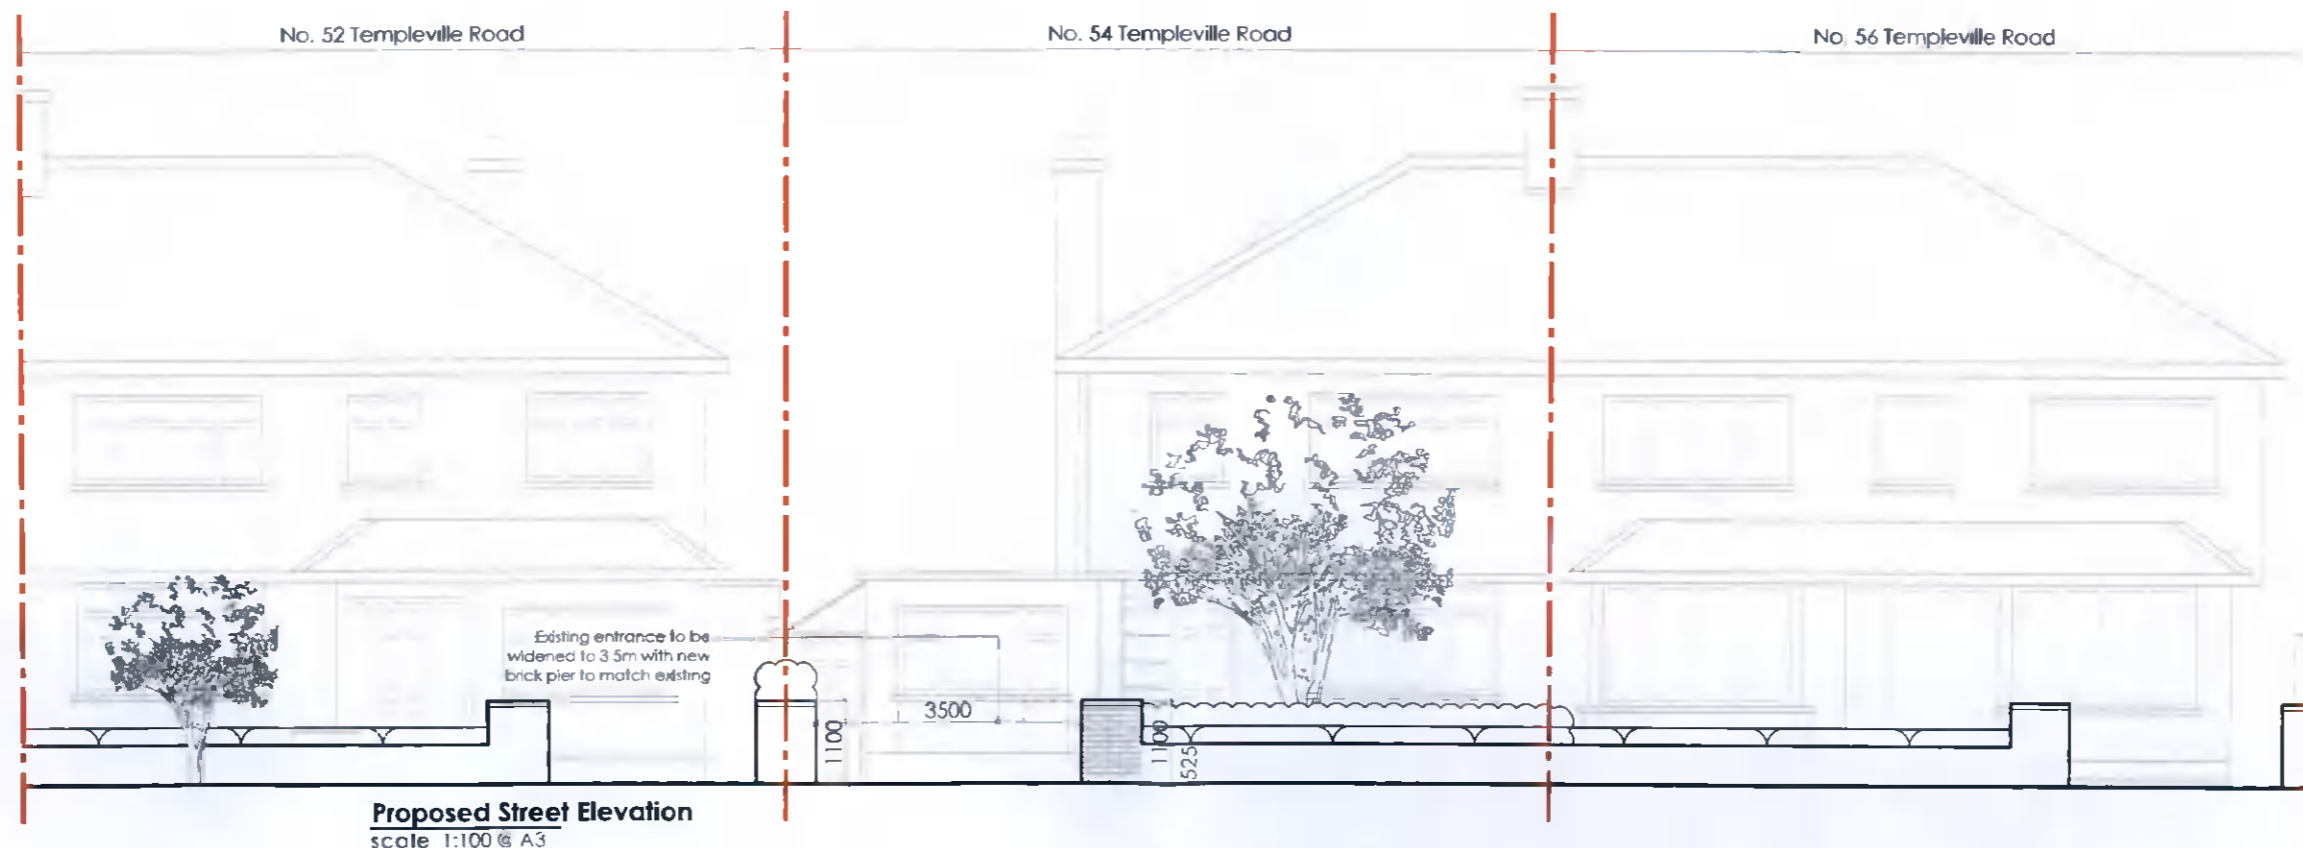 No. 52 Templeville Road
No. 54 Templeville Road
No. 56 Templeville Road
Existing entrance to be
widened to 3.5m with new
brick pier to match existing
3500
1100
1100
525
Proposed Street Elevation
scale 1:100 @ A3